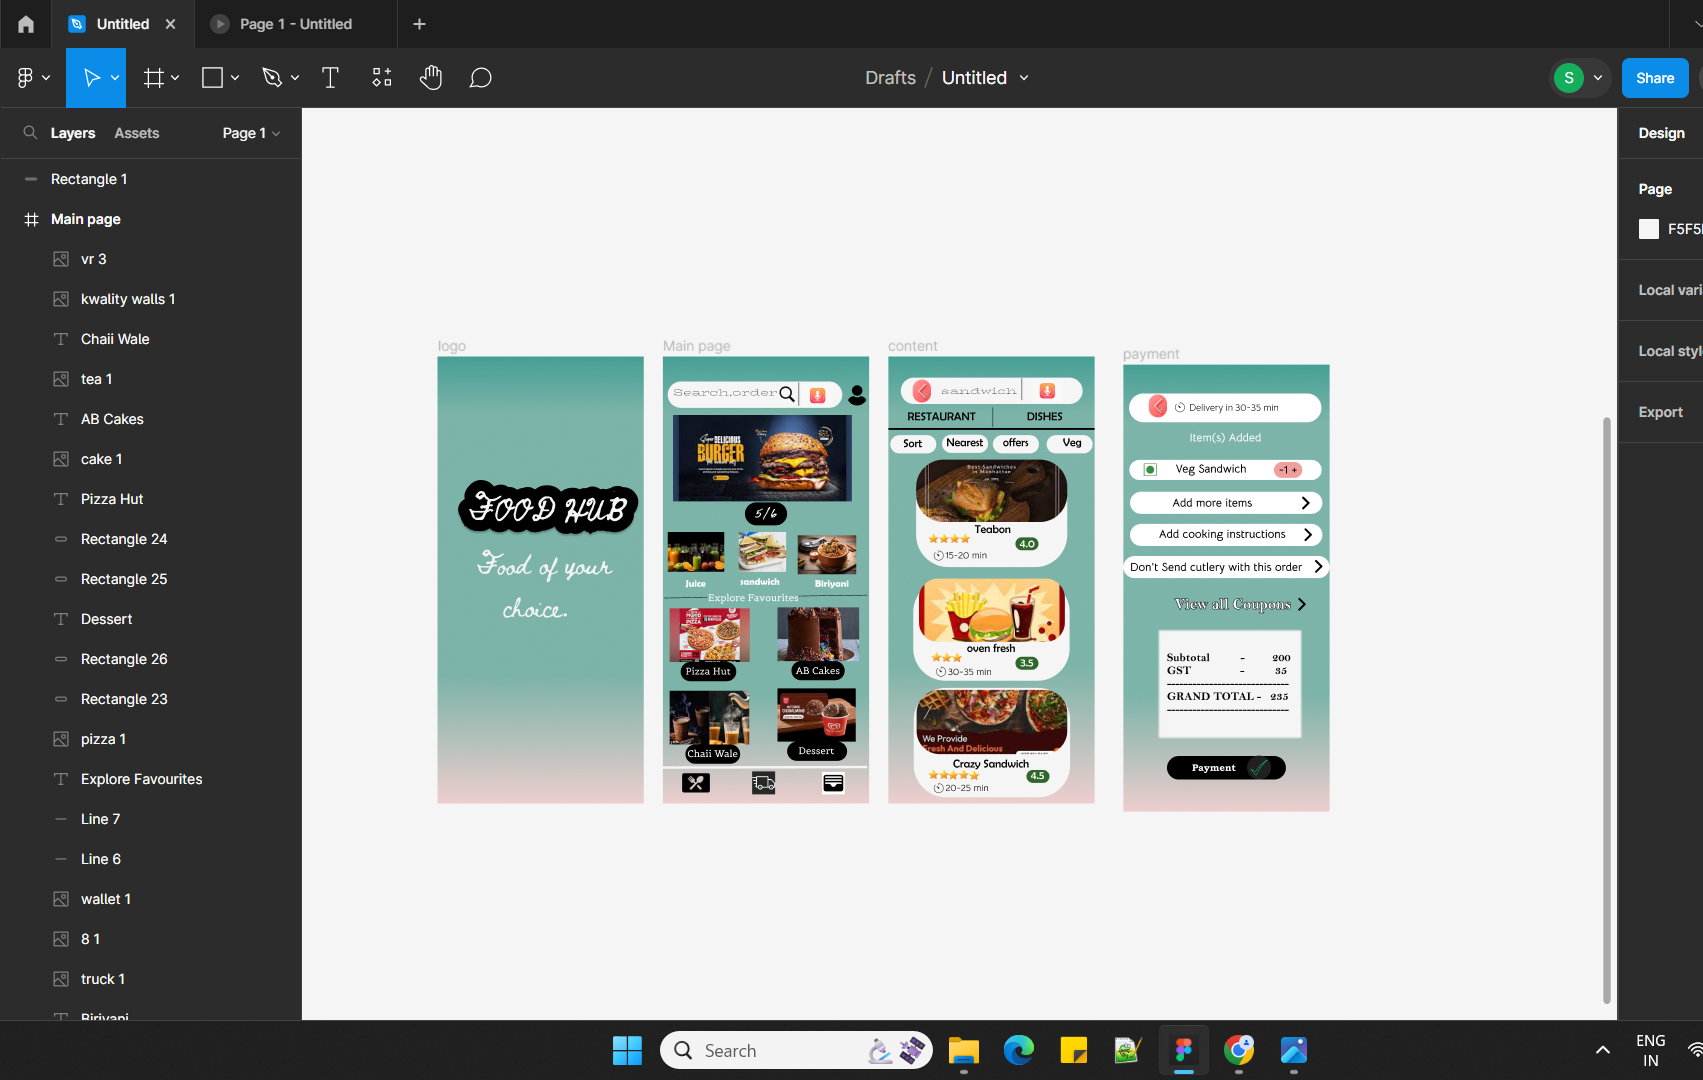 Untitled
Page 1 - Untitled
Drafts / Untitled
S
Share
Layers
Assets
Page 1
Rectangle 1
Main page
vr 3
kwality walls 1
Chaii Wale
tea 1
AB Cakes
cake 1
Pizza Hut
Rectangle 24
Rectangle 25
Dessert
Rectangle 26
Rectangle 23
pizza 1
Explore Favourites
Line 7
Line 6
wallet 1
8 1
truck 1
Biriyani
logo
FOOD HUB
Food of your
choice.
Main page
Search,order
DELICIOUS
BURGER
5/6
Juice
sandwich
Biriyani
Explore Favourites
PIZZA
Pizza Hut
AB Cakes
Chaii Wale
Dessert
content
sandwich
RESTAURANT
DISHES
Sort
Nearest
offers
Veg
Best Sandwiches
in Manhattan
Teabon
4.0
15-20 min
oven fresh
3.5
30-35 min
We Provide
Fresh And Delicious
Crazy Sandwich
4.5
20-25 min
payment
Delivery in 30-35 min
Item(s) Added
Veg Sandwich
-1 +
Add more items
Add cooking instructions
Don't Send cutlery with this order
View all Coupons
Subtotal - 200
GST - 35
GRAND TOTAL - 235
Payment
Design
Page
F5F5
Local vari
Local style
Export
Search
ENG
IN